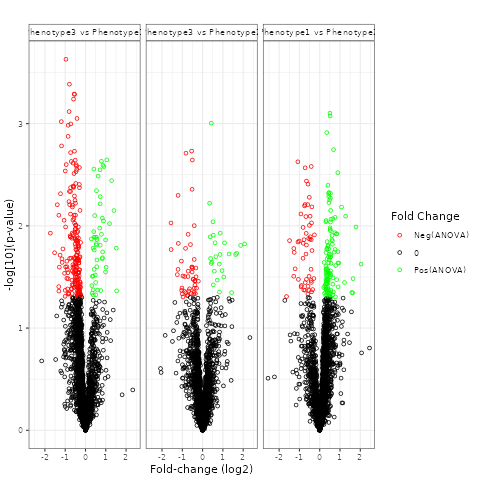 henotype3 vs Phenotype
henotype3 vs Phenotype
henotype1 vs Phenotype
-log[10](p-value)
3
2
1
0
-2 -1 0 1 2
-2 -1 0 1 2
-2 -1 0 1 2
Fold-change (log2)
Fold Change
Neg(ANOVA)
0
Pos(ANOVA)